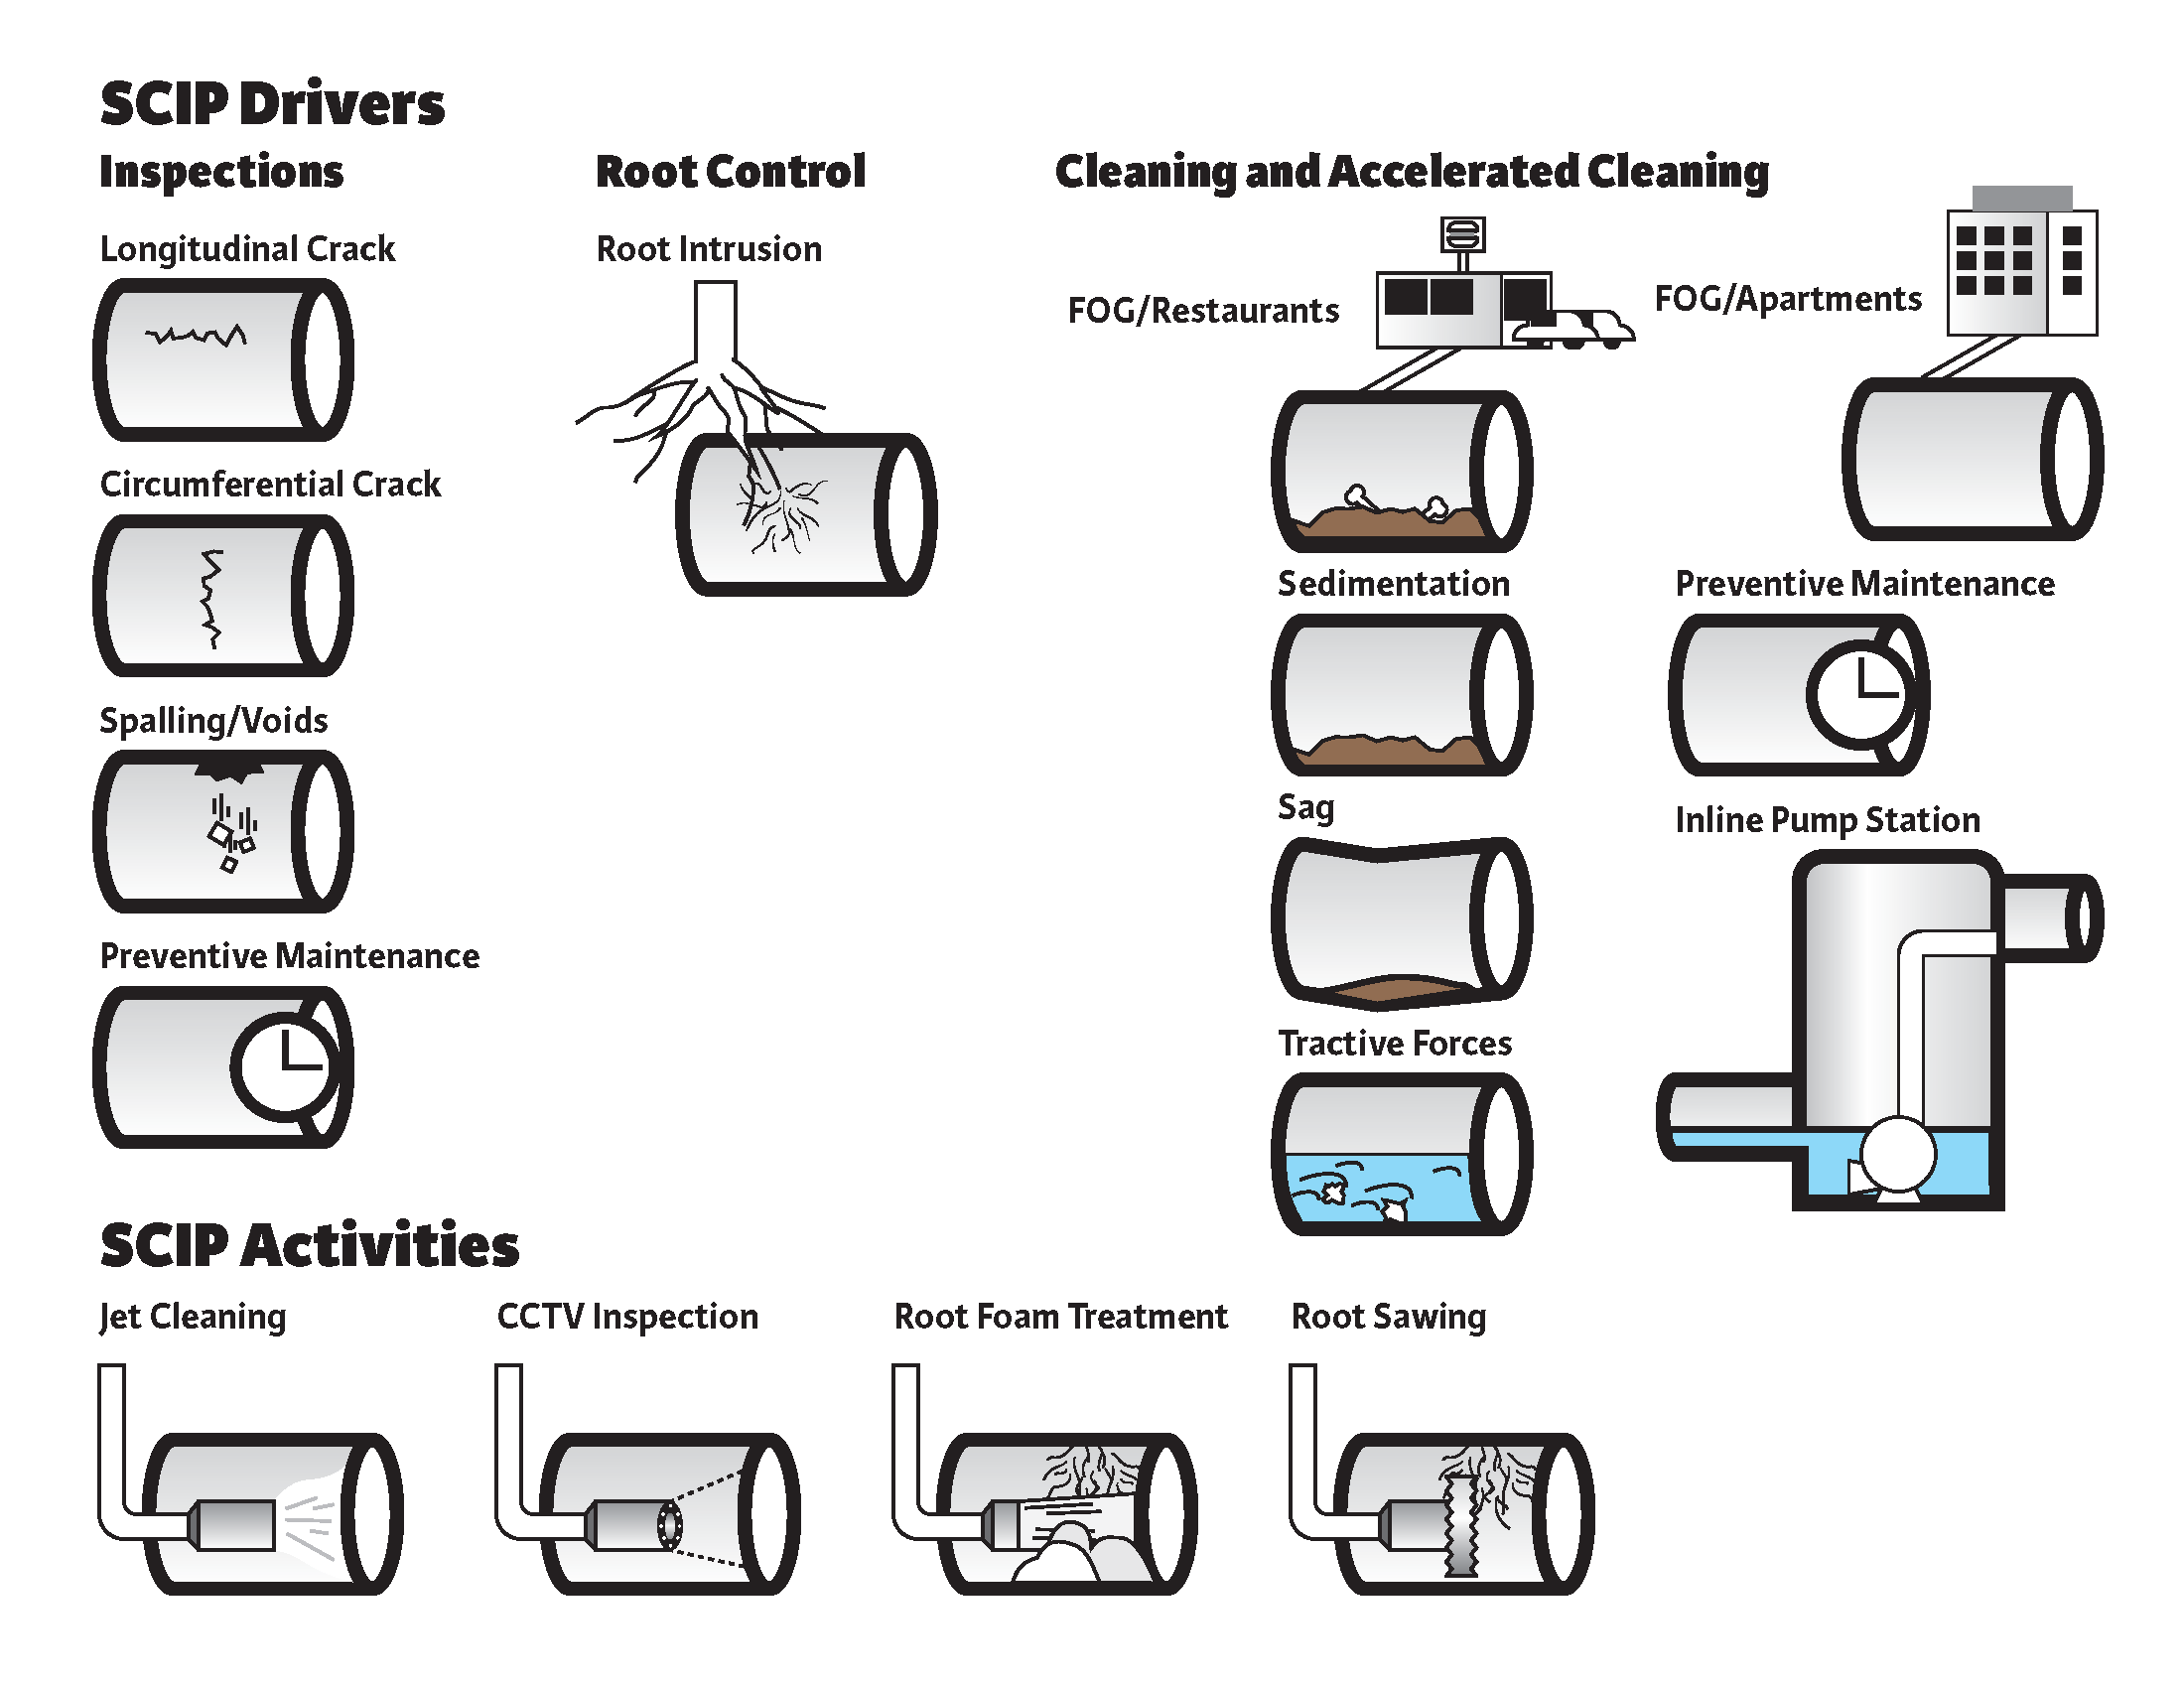 SCIP Drivers
Inspections
Longitudinal Crack
Circumferential Crack
Spalling/Voids
Preventive Maintenance
Root Control
Root Intrusion
Cleaning and Accelerated Cleaning
FOG/Restaurants
FOG/Apartments
Sedimentation
Preventive Maintenance
Sag
Inline Pump Station
Tractive Forces
SCIP Activities
Jet Cleaning
CCTV Inspection
Root Foam Treatment
Root Sawing